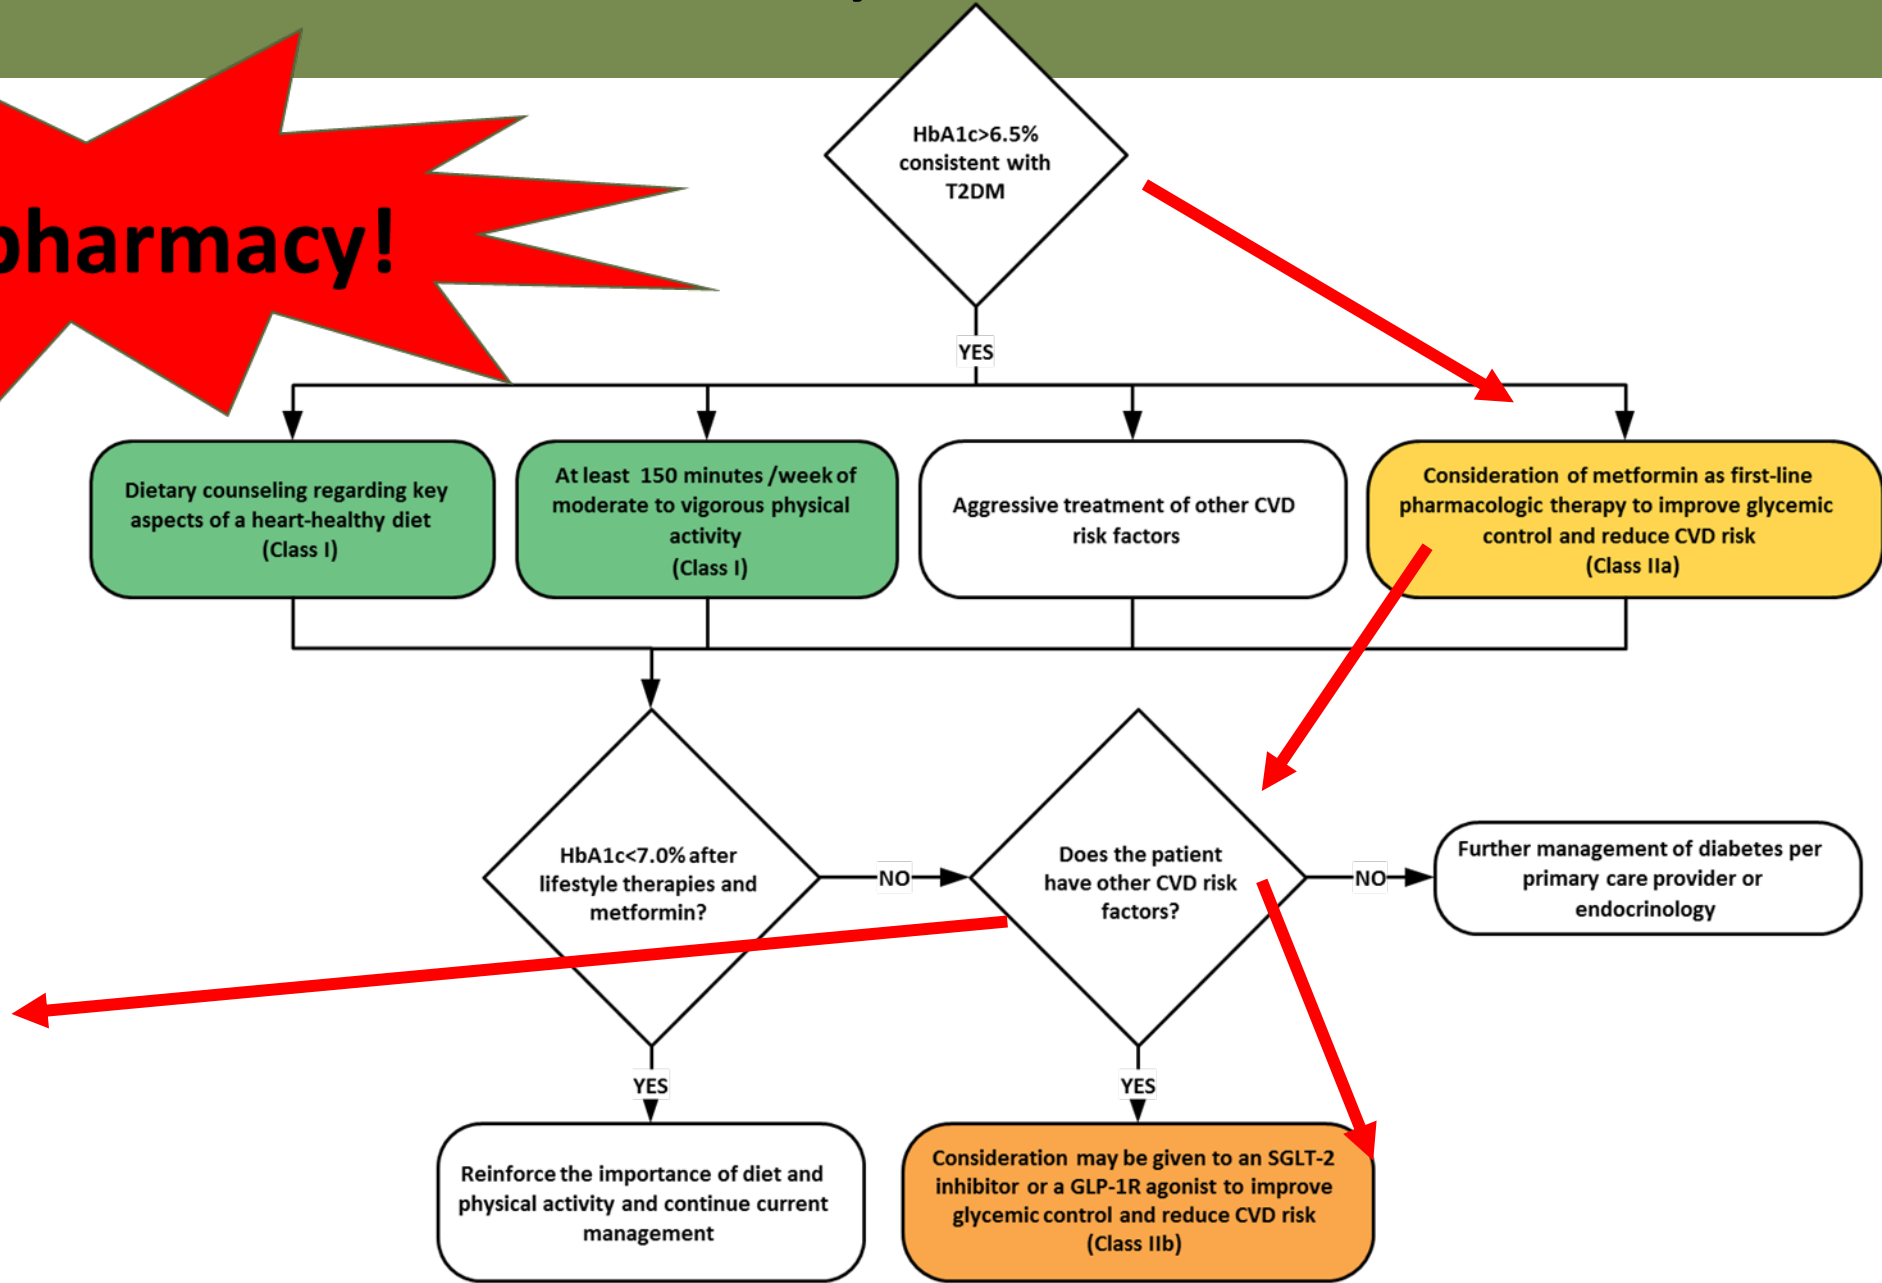 HbA1c>6.5%
consistent with
T2DM
pharmacy!
YES
Dietary counseling regarding key
aspects of a heart-healthy diet
(Class I)
At least 150 minutes /week of
moderate to vigorous physical
activity
(Class I)
Aggressive treatment of other CVD
risk factors
Consideration of metformin as first-line
pharmacologic therapy to improve glycemic
control and reduce CVD risk
(Class IIa)
HbA1c<7.0% after
lifestyle therapies and
metformin?
NO
Does the patient
have other CVD risk
factors?
NO
Further management of diabetes per
primary care provider or
endocrinology
YES
YES
Reinforce the importance of diet and
physical activity and continue current
management
Consideration may be given to an SGLT-2
inhibitor or a GLP-1R agonist to improve
glycemic control and reduce CVD risk
(Class IIb)